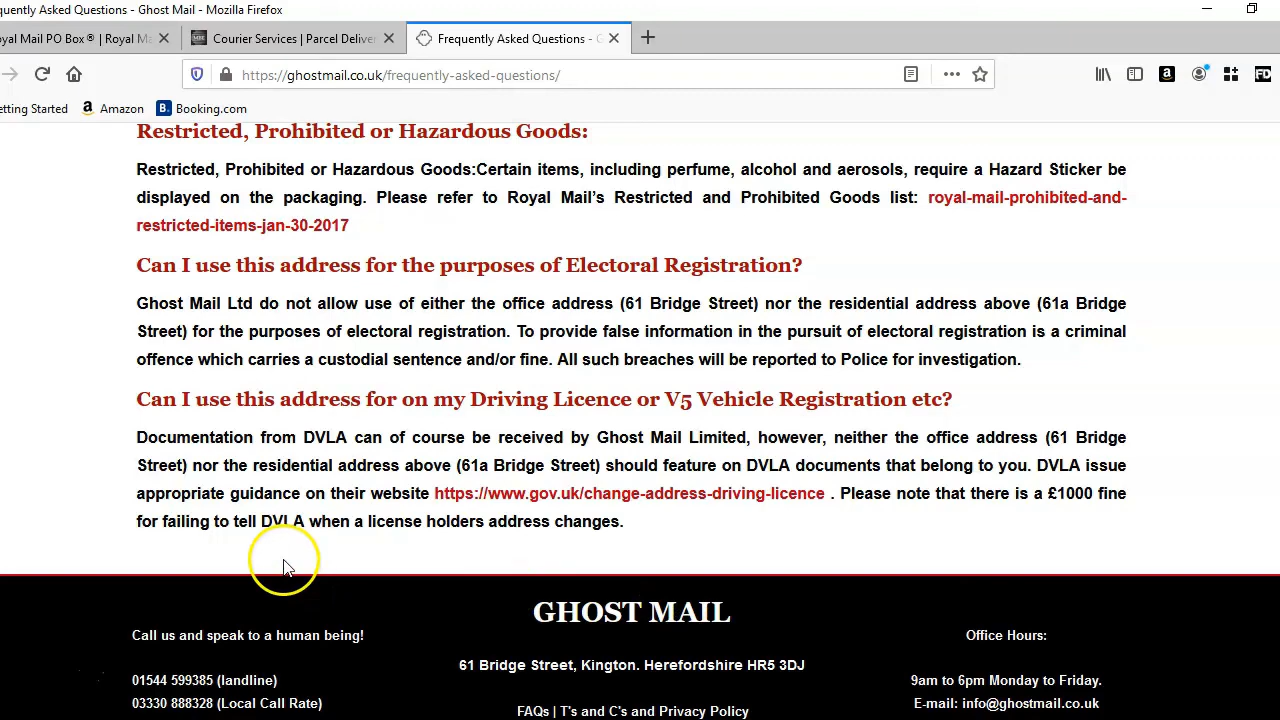 quently Asked Questions - Ghost Mail - Mozilla Firefox
oyal Mail PO Box® | Royal Ma
MBE Courier Services | Parcel Deliver
Frequently Asked Questions - G
https://ghostmail.co.uk/frequently-asked-questions/
etting Started
a Amazon
B. Booking.com
a
FD
Restricted, Prohibited or Hazardous Goods:
Restricted, Prohibited or Hazardous Goods:Certain items, including perfume, alcohol and aerosols, require a Hazard Sticker be
displayed on the packaging. Please refer to Royal Mail’s Restricted and Prohibited Goods list: royal-mail-prohibited-and-
restricted-items-jan-30-2017
Can I use this address for the purposes of Electoral Registration?
Ghost Mail Ltd do not allow use of either the office address (61 Bridge Street) nor the residential address above (61a Bridge
Street) for the purposes of electoral registration. To provide false information in the pursuit of electoral registration is a criminal
offence which carries a custodial sentence and/or fine. All such breaches will be reported to Police for investigation.
Can I use this address for on my Driving Licence or V5 Vehicle Registration etc?
Documentation from DVLA can of course be received by Ghost Mail Limited, however, neither the office address (61 Bridge
Street) nor the residential address above (61a Bridge Street) should feature on DVLA documents that belong to you. DVLA issue
appropriate guidance on their website https://www.gov.uk/change-address-driving-licence . Please note that there is a £1000 fine
for failing to tell DVLA when a license holders address changes.
GHOST MAIL
Call us and speak to a human being!
Office Hours:
61 Bridge Street, Kington. Herefordshire HR5 3DJ
01544 599385 (landline)
9am to 6pm Monday to Friday.
03330 888328 (Local Call Rate)
E-mail: info@ghostmail.co.uk
FAQs | T's and C's and Privacy Policy